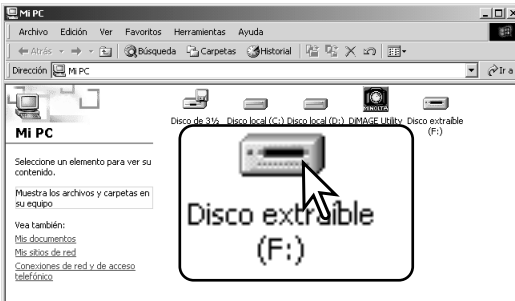 Mi PC
Archivo Edición Ver Favoritos Herramientas Ayuda
Atrás Búsqueda Carpetas Historial
Dirección Mi PC Ir a
Disco de 3½ Disco local (C:) Disco local (D:) DiMAGE Utility Disco extraíble
(F:)
MINOLTA
Mi PC
Seleccione un elemento para ver su
contenido.
Muestra los archivos y carpetas en
su equipo
Vea también:
Mis documentos
Mis sitios de red
Conexiones de red y de acceso
telefónico
Disco extraíble
(F:)